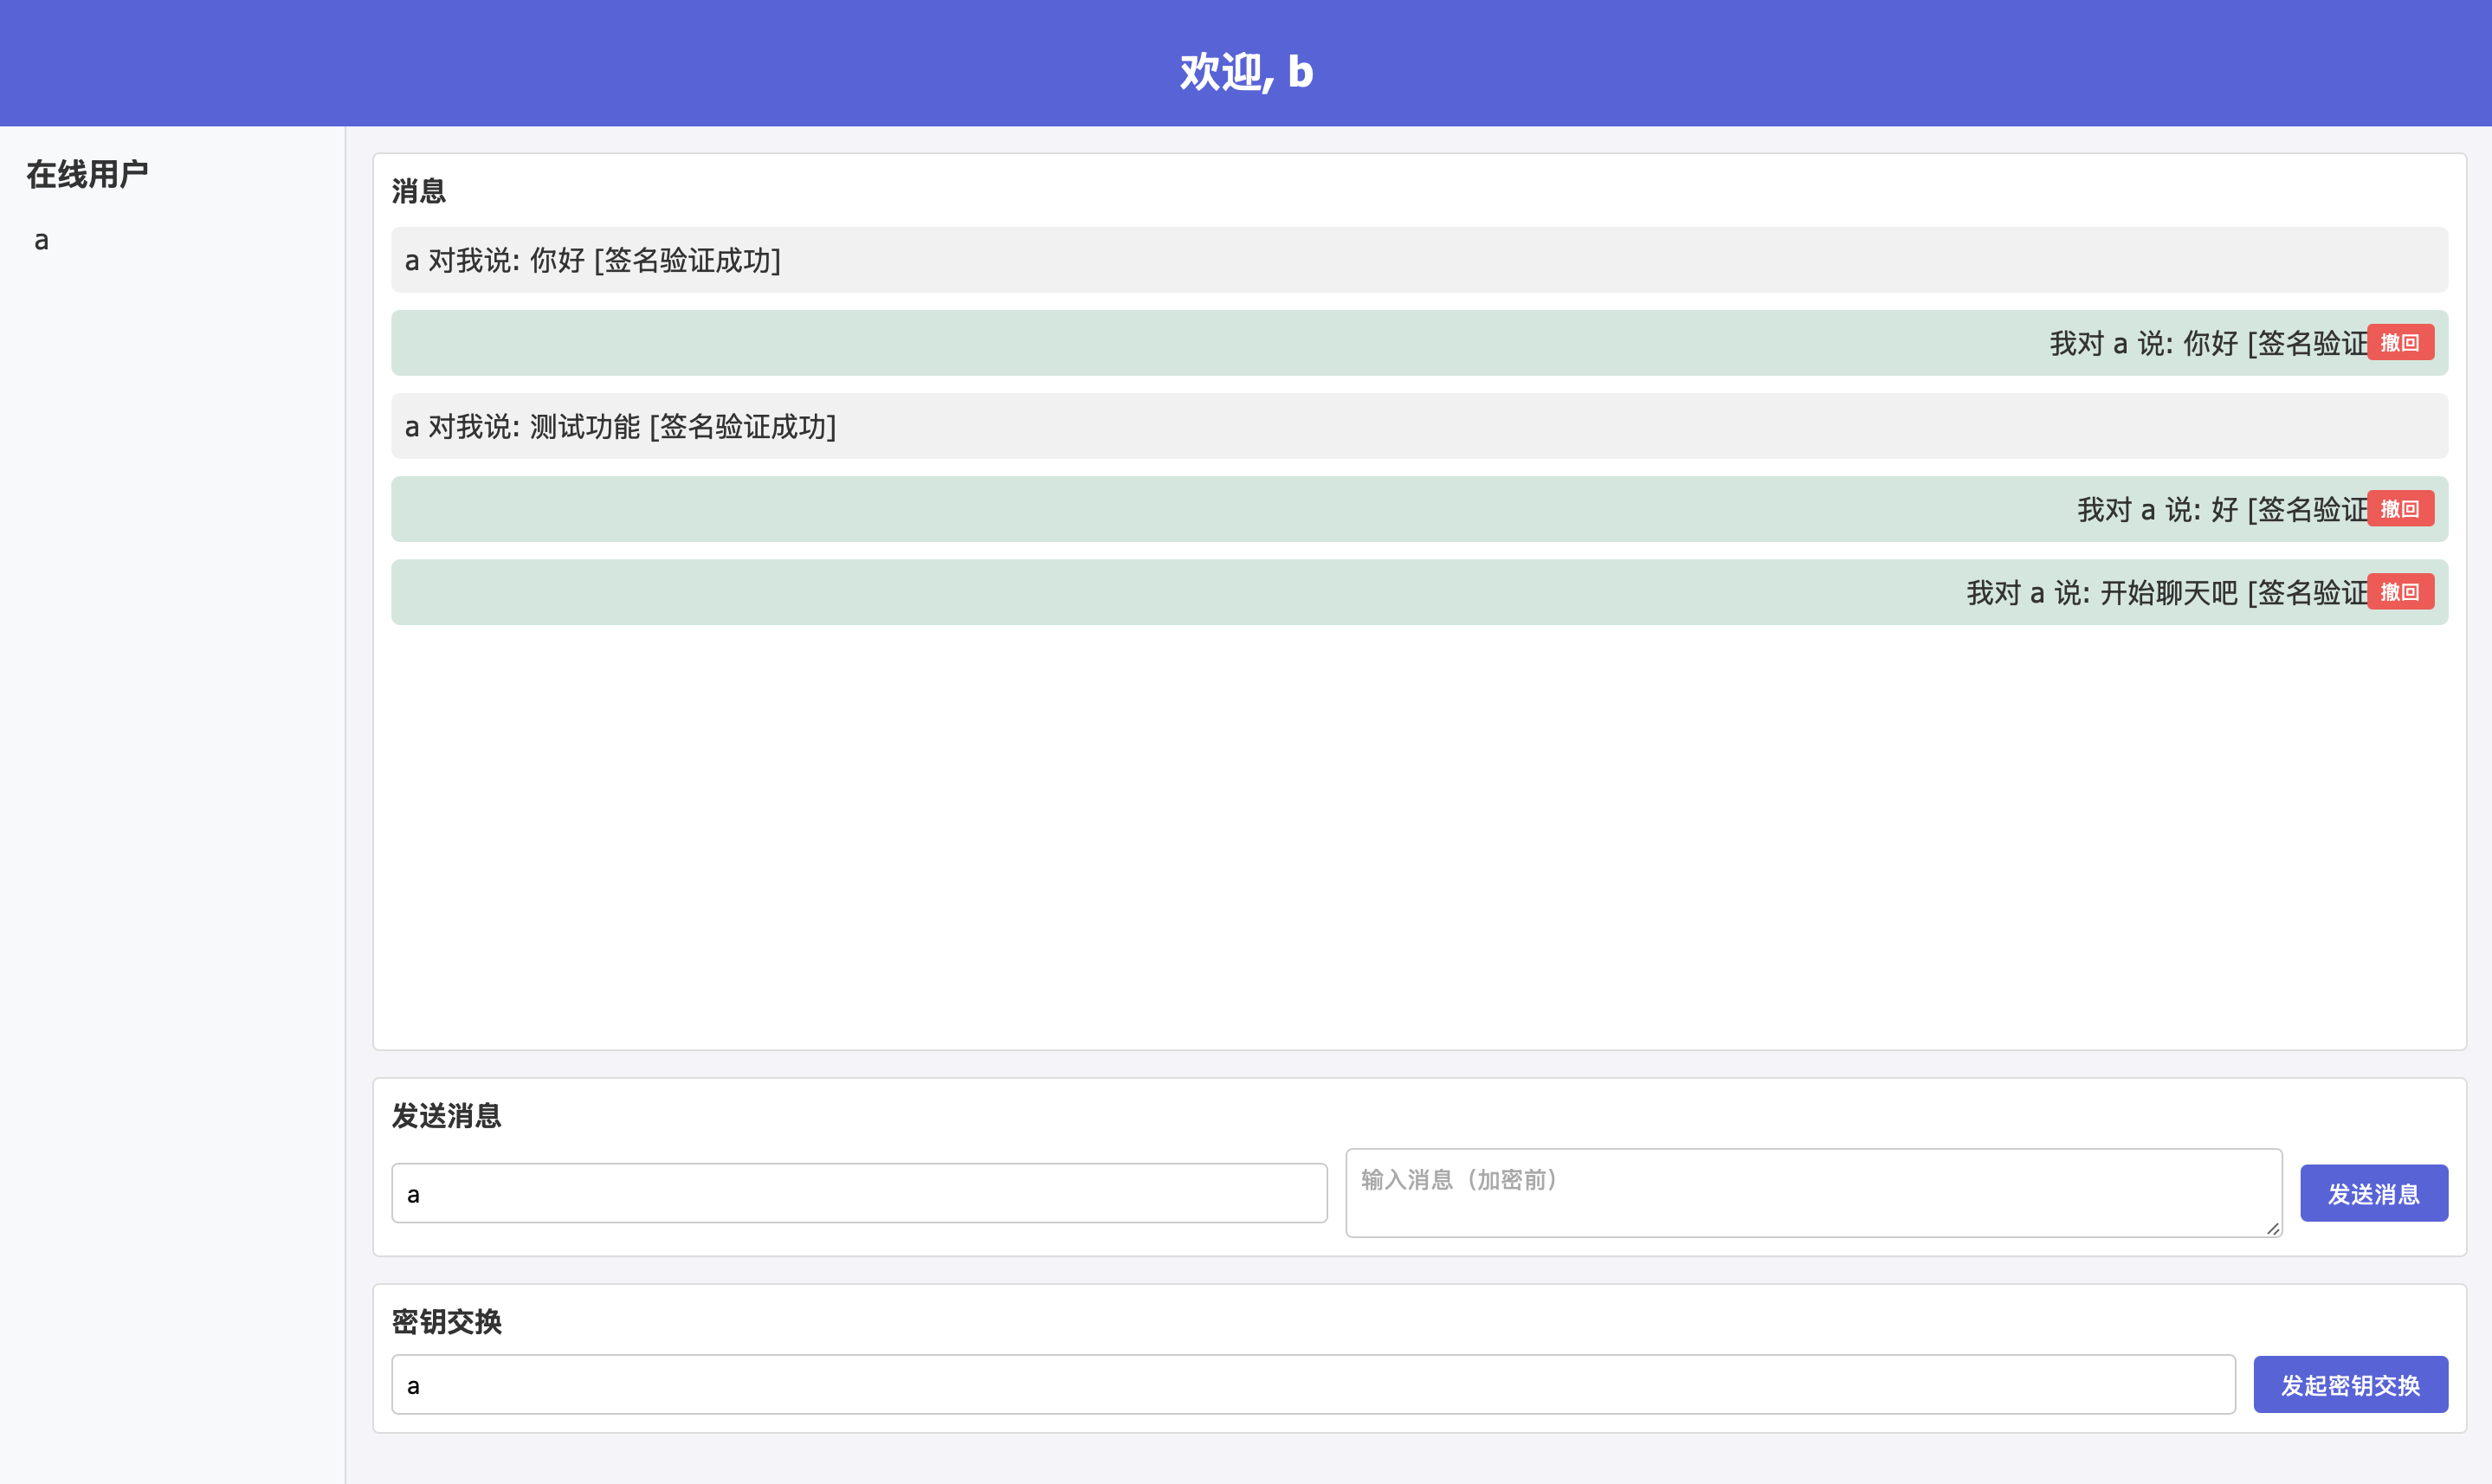 欢迎, b
在线用户
a
消息
a 对我说: 你好 [签名验证成功]
我对 a 说: 你好 [签名验证 撤回
a 对我说: 测试功能 [签名验证成功]
我对 a 说: 好 [签名验证 撤回
我对 a 说: 开始聊天吧 [签名验证 撤回
发送消息
a 输入消息（加密前） 发送消息
密钥交换
a 发起密钥交换